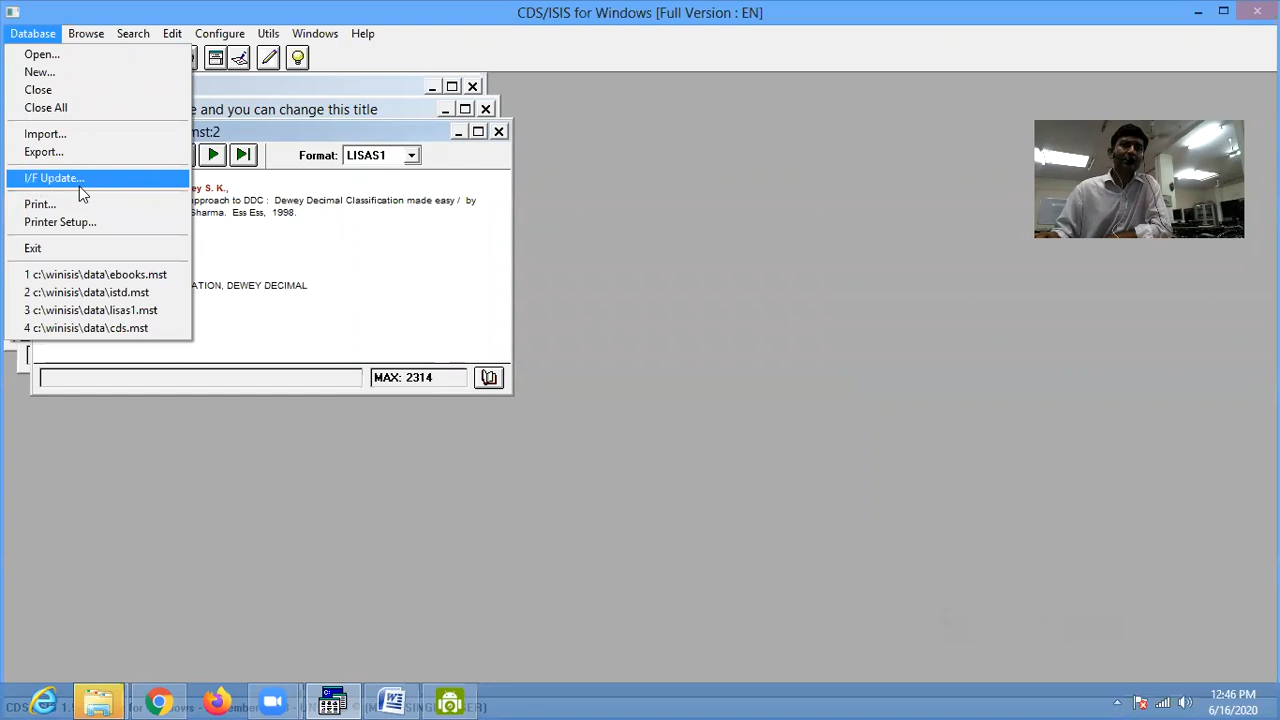 CDS/ISIS for Windows [Full Version : EN]
Database Browse Search Edit Configure Utils Windows Help
Open...
New...
Close
Close All
Import...
Export...
I/F Update...
Print...
Printer Setup...
Exit
1 c:\winisis\data\ebooks.mst
2 c:\winisis\data\istd.mst
3 c:\winisis\data\lisas1.mst
4 c:\winisis\data\cds.mst
e and you can change this title
nst:2
Format: LISAS1
ey S. K.,
pproach to DDC : Dewey Decimal Classification made easy / by
harma. Ess Ess, 1998.
ATION, DEWEY DECIMAL
MAX: 2314
12:46 PM
6/16/2020